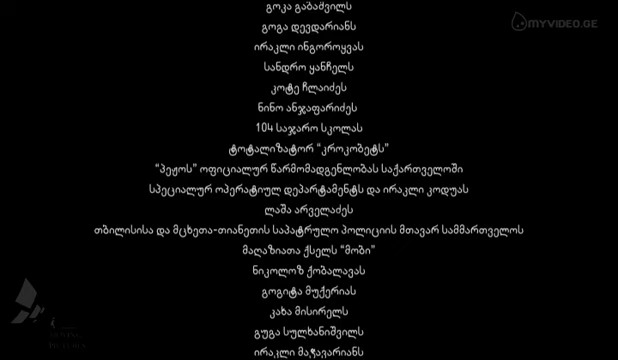 გოკა გაბაშვილს
MYVIDEO.GE
გოგა დევდარიანს
ირაკლი ინგოროყვას
სანდრო ყანჩელს
კოტე ჩლაიძეს
ნინო ანჯაფარიძეს
104 საჯარო სკოლას
ტოტალიზატორ "კროკობეტს"
"პეჟოს" ოფიციალურ წარმომადგენლობას საქართველოში
სპეციალურ ოპერატიულ დეპარტამენტს და ირაკლი კოდუას
ლაშა არველაძეს
თბილისისა და მცხეთა-თიანეთის საპატრულო პოლიციის მთავარ სამმართველოს
მაღაზიათა ქსელს "მობი"
ნიკოლოზ ქობალავას
გოგიტა მუქერიას
კახა მისირელს
გუგა სულხანიშვილს
ირაკლი მაყავარიანს